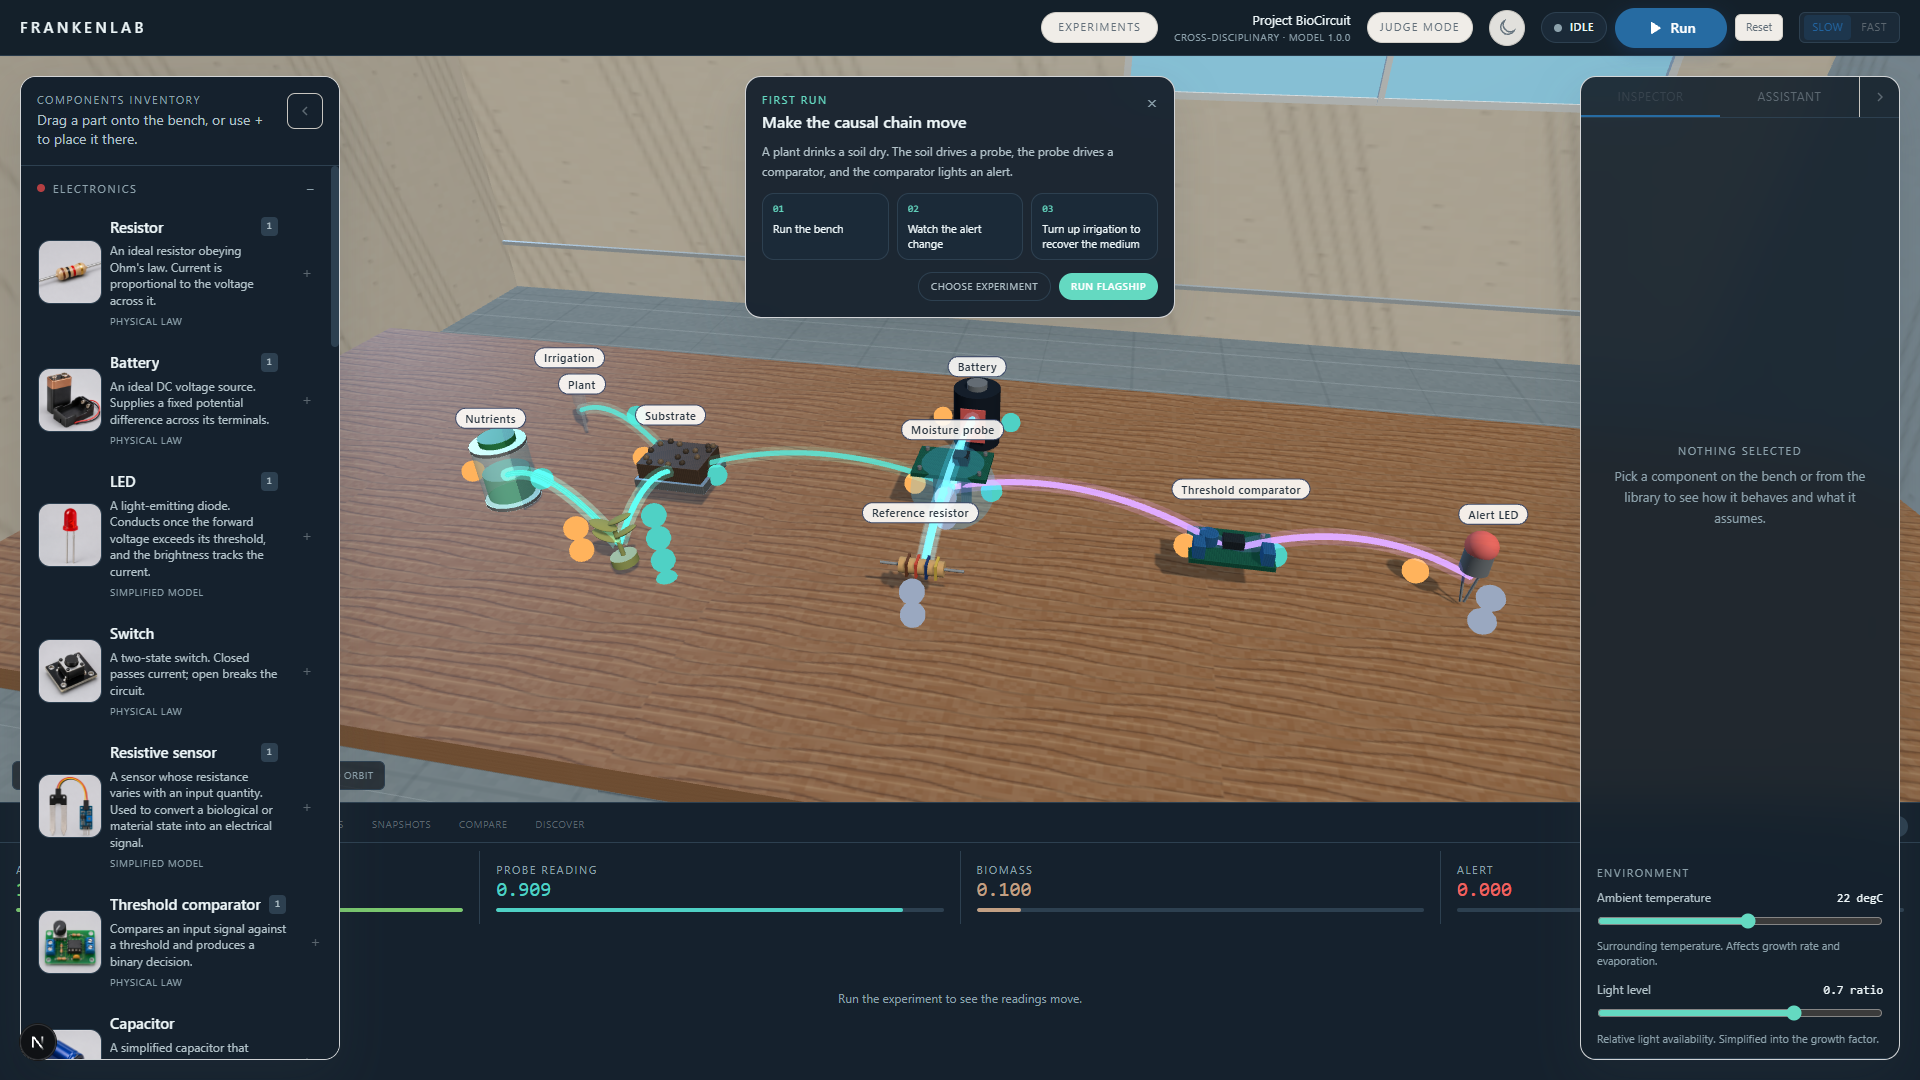 FRANKENLAB
EXPERIMENTS
Project BioCircuit
CROSS-DISCIPLINARY · MODEL 1.0.0
JUDGE MODE
IDLE
Run
Reset
SLOW
FAST
COMPONENTS INVENTORY
Drag a part onto the bench, or use +
to place it there.
ELECTRONICS
Resistor
1
An ideal resistor obeying
Ohm's law. Current is
proportional to the voltage
across it.
PHYSICAL LAW
Battery
1
An ideal DC voltage source.
Supplies a fixed potential
difference across its terminals.
PHYSICAL LAW
LED
1
A light-emitting diode.
Conducts once the forward
voltage exceeds its threshold,
and the brightness tracks the
current.
SIMPLIFIED MODEL
Switch
A two-state switch. Closed
passes current; open breaks the
circuit.
PHYSICAL LAW
Resistive sensor
1
A sensor whose resistance
varies with an input quantity.
Used to convert a biological or
material state into an electrical
signal.
SIMPLIFIED MODEL
Threshold comparator
1
Compares an input signal against
a threshold and produces a
binary decision.
PHYSICAL LAW
Capacitor
A simplified capacitor that
N
FIRST RUN
Make the causal chain move
A plant drinks a soil dry. The soil drives a probe, the probe drives a
comparator, and the comparator lights an alert.
01
Run the bench
02
Watch the alert
change
03
Turn up irrigation to
recover the medium
CHOOSE EXPERIMENT
RUN FLAGSHIP
Irrigation
Plant
Nutrients
Substrate
Battery
Moisture probe
Reference resistor
Threshold comparator
Alert LED
ORBIT
SNAPSHOTS
COMPARE
DISCOVER
PROBE READING
0.909
BIOMASS
0.100
ALERT
0.000
Run the experiment to see the readings move.
INSPECTOR
ASSISTANT
NOTHING SELECTED
Pick a component on the bench or from the
library to see how it behaves and what it
assumes.
ENVIRONMENT
Ambient temperature
22 degC
Surrounding temperature. Affects growth rate and
evaporation.
Light level
0.7 ratio
Relative light availability. Simplified into the growth factor.